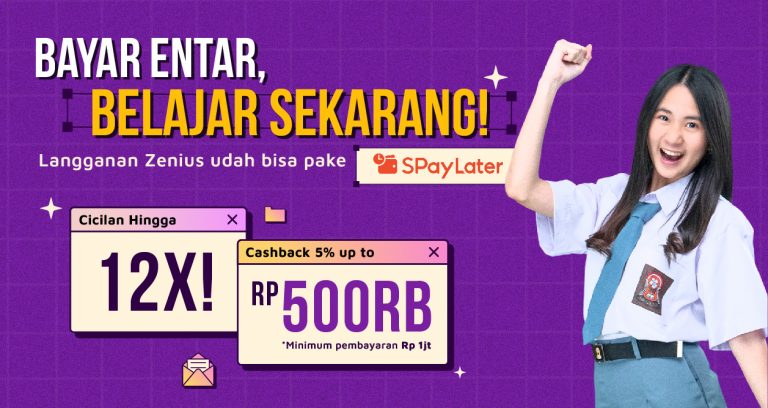 BAYAR ENTAR,
BELAJAR SEKARANG!
Langganan Zenius udah bisa pake SPayLater
Cicilan Hingga
12X!
Cashback 5% up to
RP 500RB
*Minimum pembayaran Rp 1jt